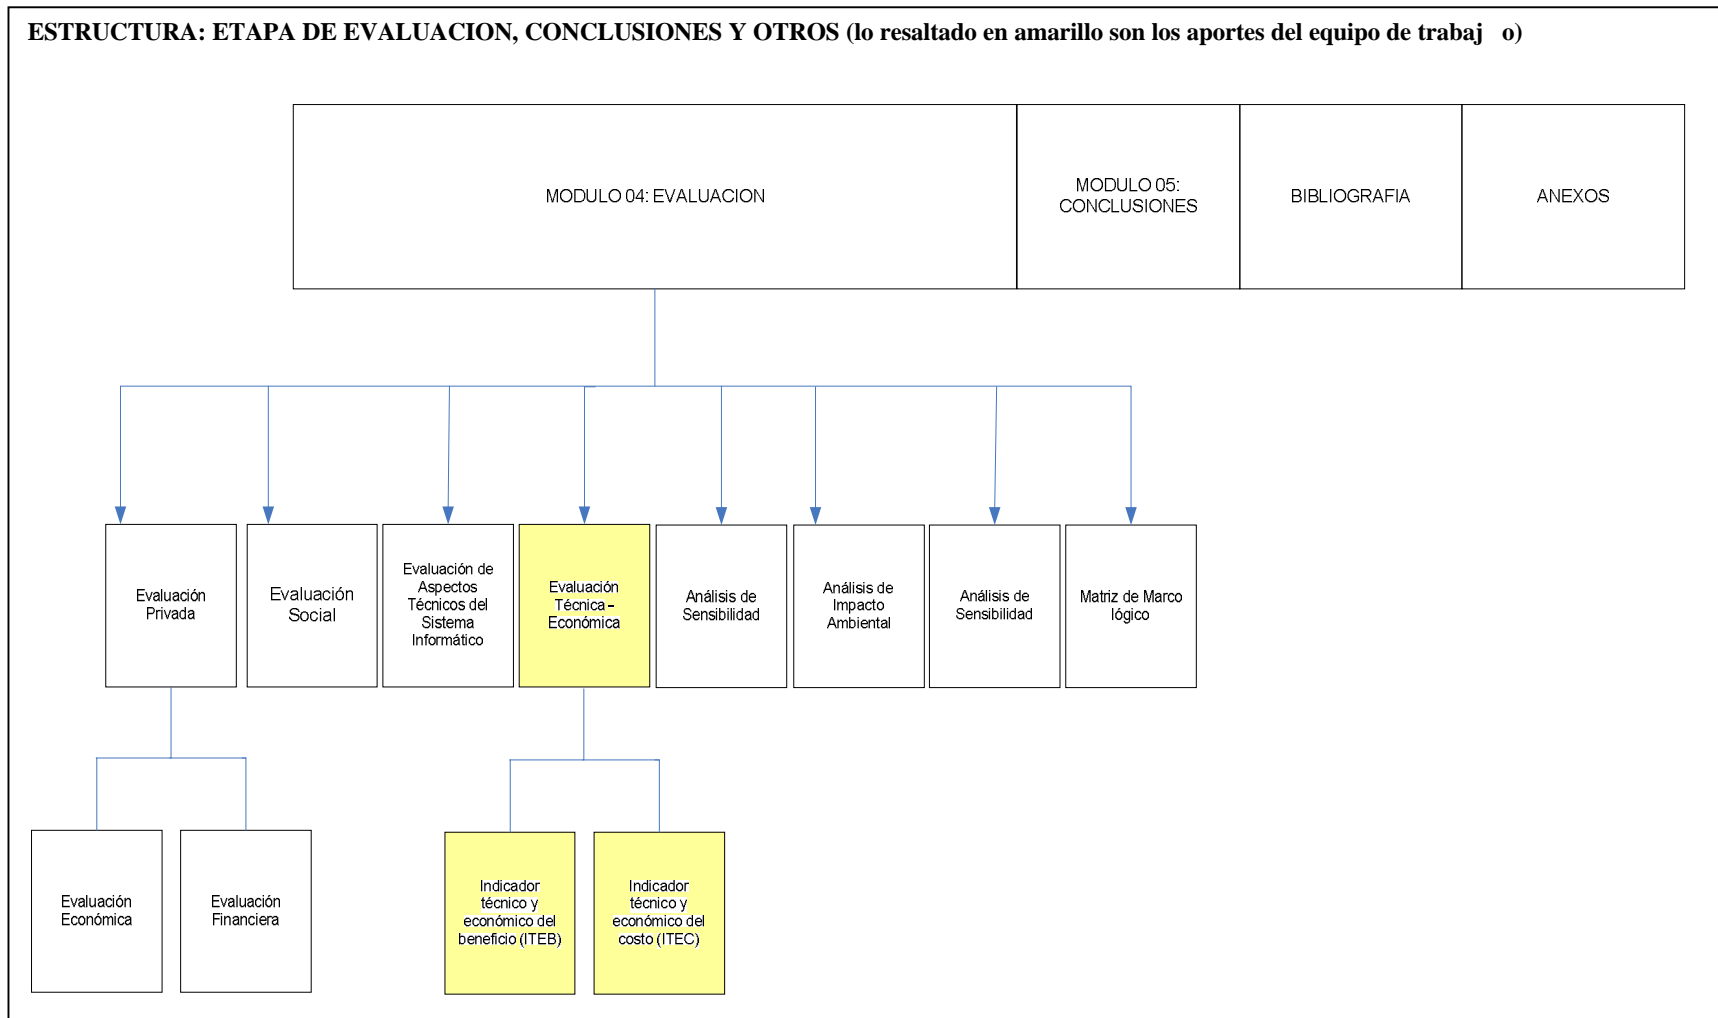 ESTRUCTURA: ETAPA DE EVALUACION, CONCLUSIONES Y OTROS (lo resaltado en amarillo son los aportes del equipo de trabaj o)
MODULO 04: EVALUACION
MODULO 05:
CONCLUSIONES
BIBLIOGRAFIA
ANEXOS
Evaluación
Privada
Evaluación
Social
Evaluación de
Aspectos
Técnicos del
Sistema
Informático
Evaluación
Técnica –
Económica
Análisis de
Sensibilidad
Análisis de
Impacto
Ambiental
Análisis de
Sensibilidad
Matriz de Marco
lógico
Evaluación
Económica
Evaluación
Financiera
Indicador
técnico y
económico del
beneficio (ITEB)
Indicador
técnico y
económico del
costo (ITEC)